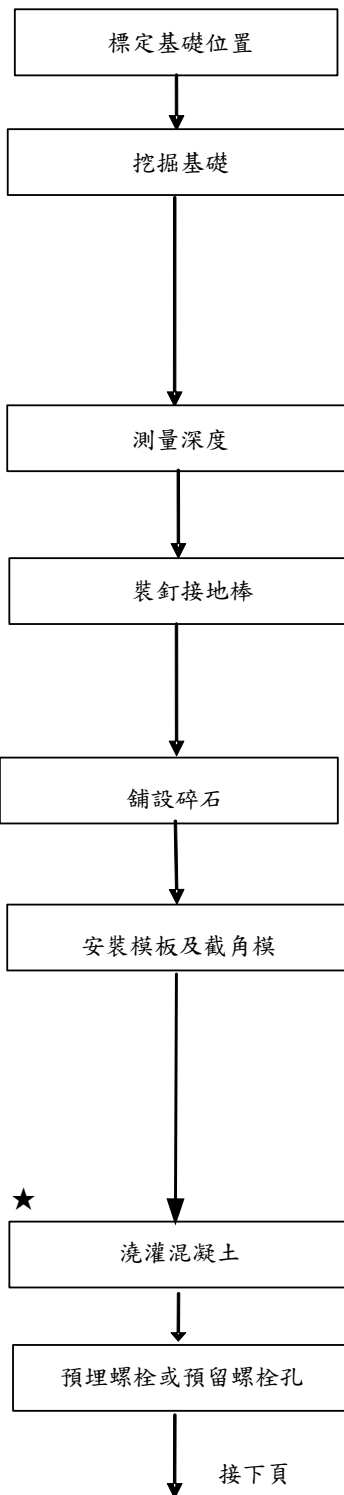 標定基礎位置
挖掘基礎
測量深度
裝釘接地棒
舖設碎石
安裝模板及截角模
★
澆灌混凝土
預埋螺栓或預留螺栓孔
接下頁